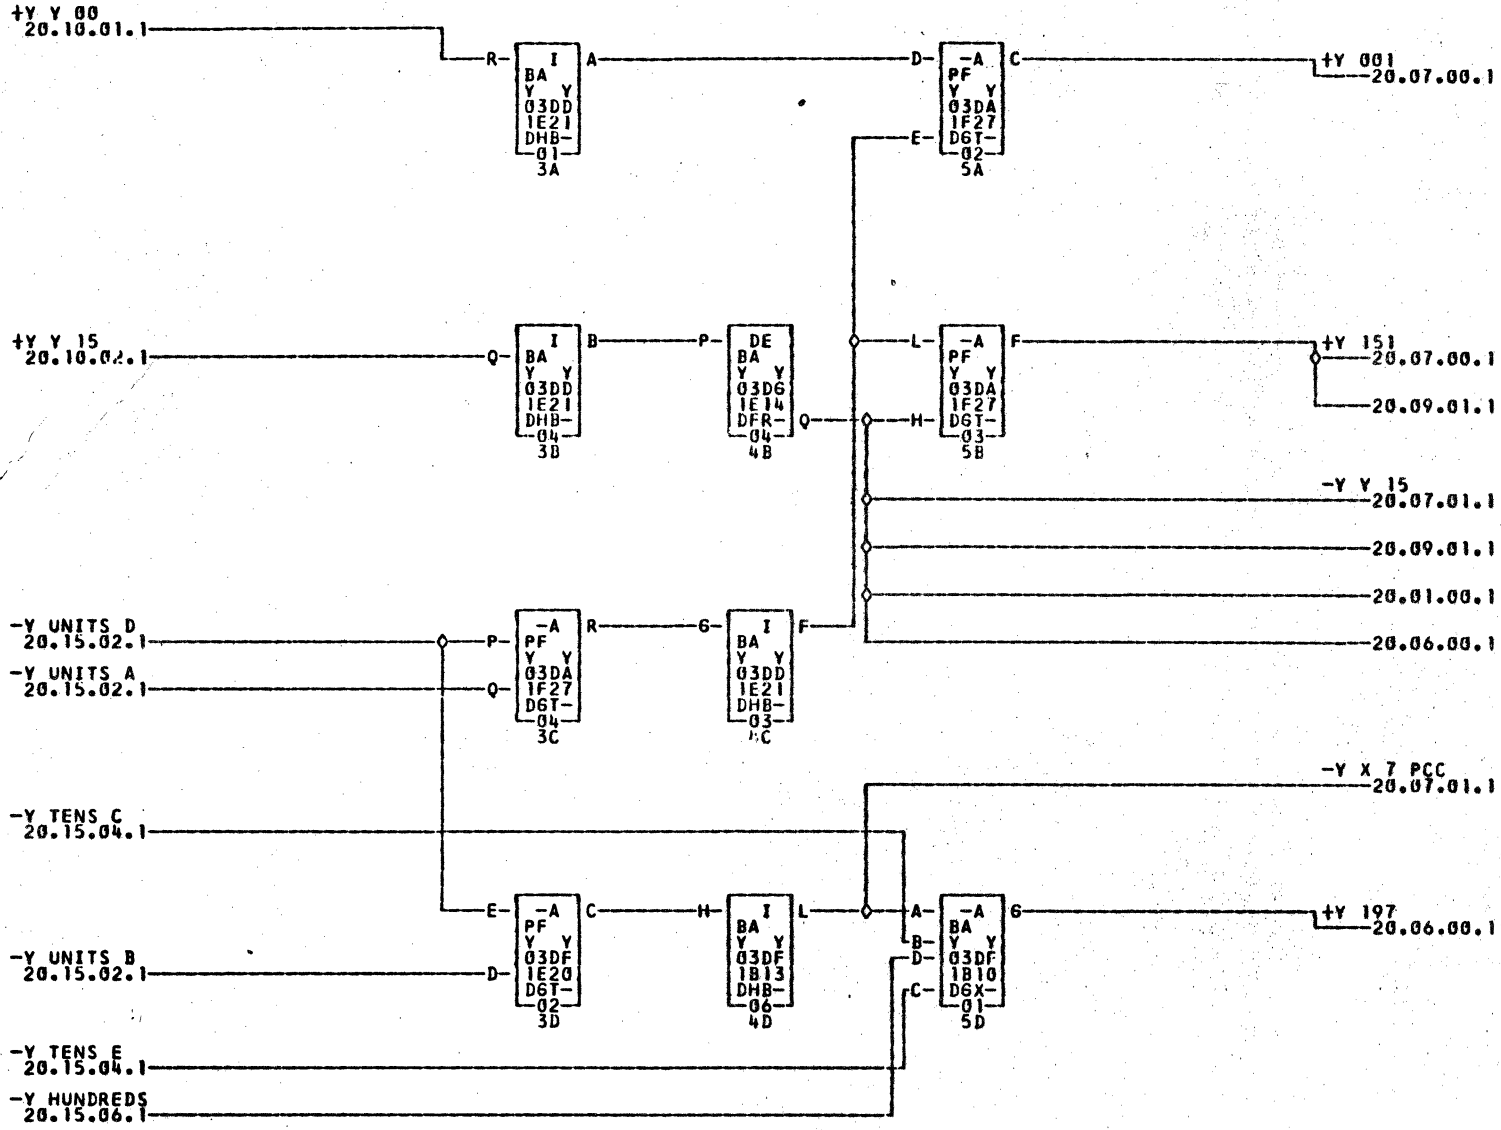 +Y Y 00
20.10.01.1
R I A
BA
Y Y
03DD
1E21
DHB-
01
3A
D -A C
PF
Y Y
03DA
1F27
E DGT-
02
5A
+Y 001
20.07.00.1
+Y Y 15
20.10.02.1
Q I B
BA
Y Y
03DD
1E21
DHB-
04
3B
P DE
BA
Y Y
03DG
1E14
DFR- Q
04
4B
L -A F
PF
Y Y
03DA
1F27
H DGT-
03
5B
+Y 151
20.07.00.1
20.09.01.1
-Y Y 15
20.07.01.1
20.09.01.1
20.01.00.1
20.06.00.1
-Y UNITS D
20.15.02.1
-Y UNITS A
20.15.02.1
-A R
P PF
Y Y
03DA
Q 1F27
DGT-
04
3C
G I F
BA
Y Y
03DD
1E21
DHB-
03
C
-Y X 7 PCC
20.07.01.1
-Y TENS C
20.15.04.1
E -A C
PF
Y Y
03DF
D 1E20
DGT-
02
3D
H I L
BA
Y Y
03DF
1B13
DHB-
06
4D
A -A G
BA
B Y Y
D 03DF
1B10
C DGX-
01
5D
+Y 197
20.06.00.1
-Y UNITS B
20.15.02.1
-Y TENS E
20.15.04.1
-Y HUNDREDS
20.15.06.1